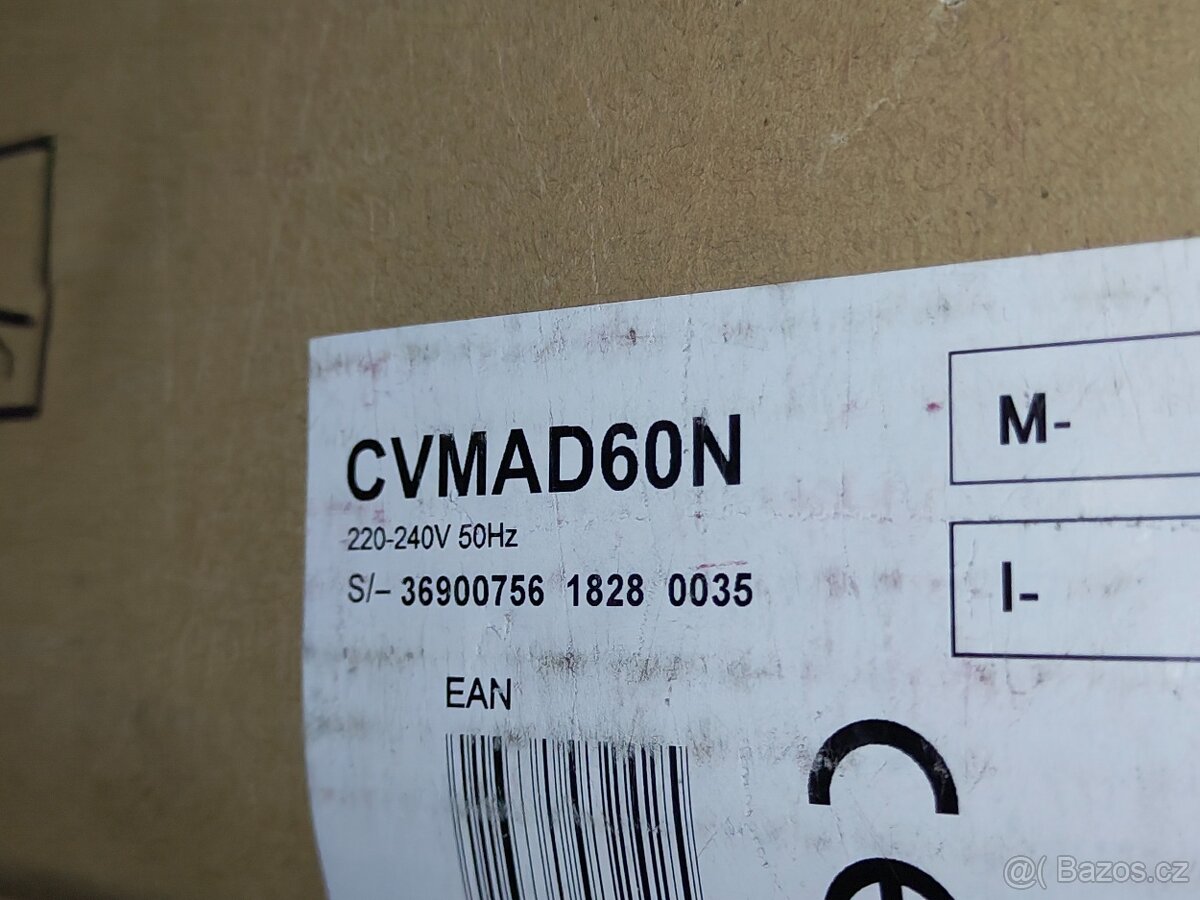 CVMAD60N
220-240V 50Hz
S/– 36900756 1828 0035
EAN
M-
I-
@( Bazos.cz